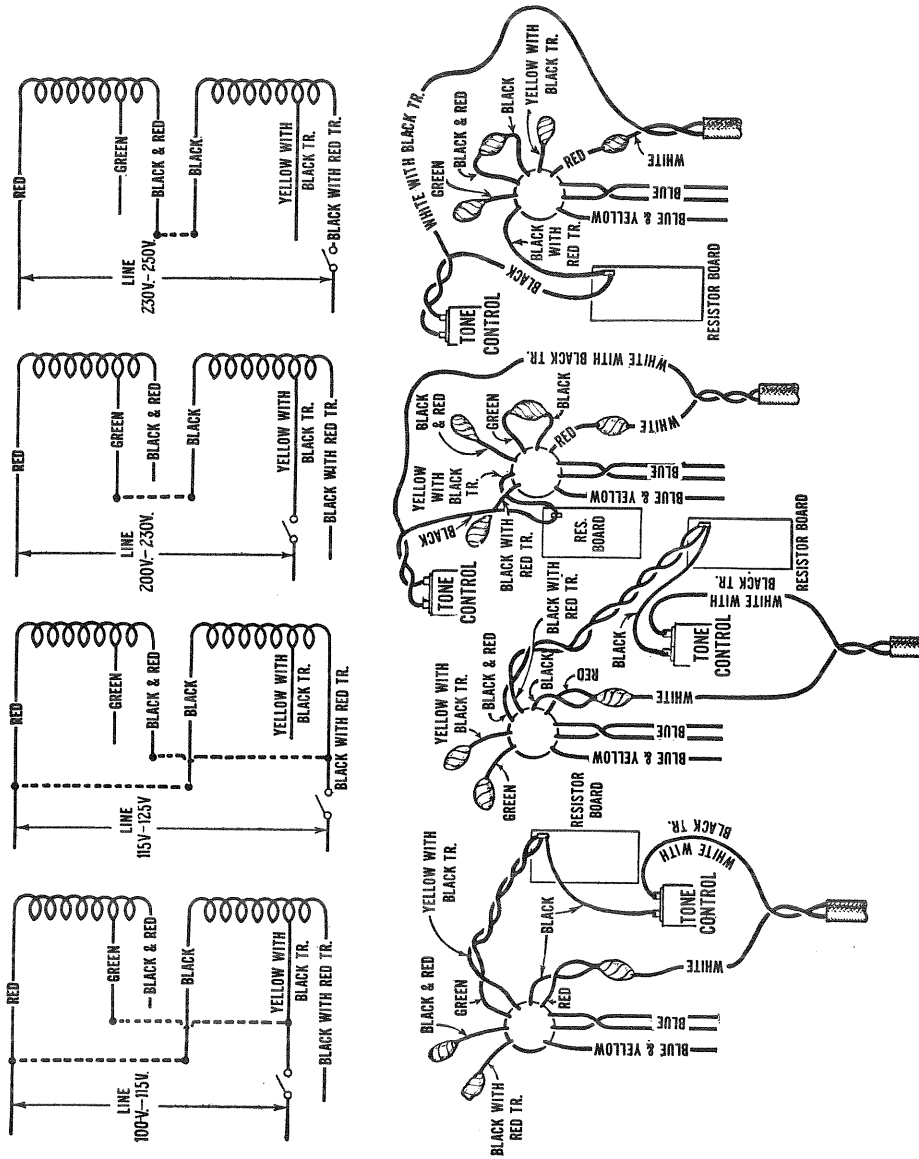 RED
GREEN
BLACK & RED
BLACK
YELLOW WITH
BLACK TR.
BLACK WITH RED TR.
LINE
230V.-250V.
RED
GREEN
BLACK & RED
BLACK
YELLOW WITH
BLACK TR.
BLACK WITH RED TR.
LINE
200V.-230V.
RED
GREEN
BLACK & RED
BLACK
YELLOW WITH
BLACK TR.
BLACK WITH RED TR.
LINE
115V-125V
RED
GREEN
BLACK & RED
BLACK
YELLOW WITH
BLACK TR.
BLACK WITH RED TR.
LINE
100-V.-115V.
WHITE WITH BLACK TR.
BLACK & RED
GREEN
BLACK
YELLOW WITH
BLACK TR.
RED
WHITE
BLUE
BLUE & YELLOW
BLACK
WITH
RED TR.
BLACK
TONE
CONTROL
RESISTOR BOARD
WHITE WITH BLACK TR.
BLACK
& RED
GREEN
BLACK
RED
WHITE
YELLOW
WITH
BLACK
TR.
BLUE
BLUE & YELLOW
BLACK
BLACK WITH
RED TR.
RES.
BOARD
TONE
CONTROL
BLACK WITH
RED TR.
BLACK & RED
BLACK
RED
YELLOW WITH
BLACK TR.
GREEN
WHITE
BLUE
BLUE & YELLOW
BLACK
TONE
CONTROL
WHITE WITH
BLACK TR.
RESISTOR BOARD
YELLOW WITH
BLACK TR.
RESISTOR
BOARD
BLACK & RED
GREEN
BLACK
RED
BLACK WITH
RED TR.
WHITE
BLUE
BLUE & YELLOW
TONE
CONTROL
WHITE WITH
BLACK TR.